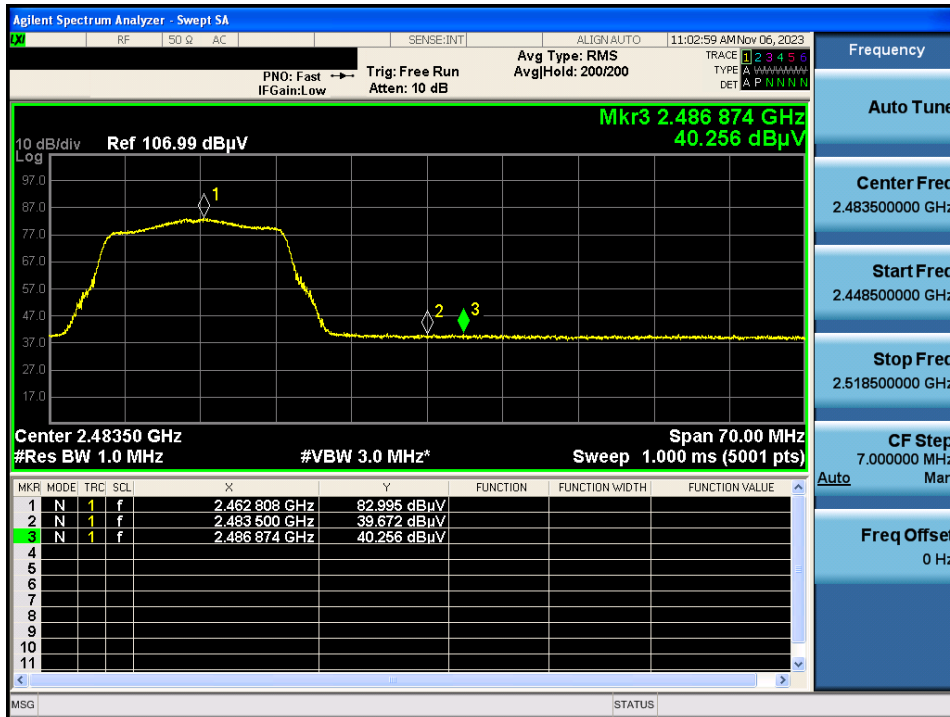 Agilent Spectrum Analyzer - Swept SA
LXI RF 50 Ω AC SENSE:INT ALIGN AUTO 11:02:59 AM Nov 06, 2023
PNO: Fast Trig: Free Run Avg Type: RMS TRACE 1 2 3 4 5 6
IFGain:Low Atten: 10 dB Avg|Hold: 200/200 TYPE A WWWWW
DET A P N N N N
Mkr3 2.486 874 GHz
40.256 dBµV
10 dB/div Ref 106.99 dBµV
Log
97.0
87.0
77.0
67.0
57.0
47.0
37.0
27.0
17.0
1
2
3
Center 2.48350 GHz Span 70.00 MHz
#Res BW 1.0 MHz #VBW 3.0 MHz* Sweep 1.000 ms (5001 pts)
MKR MODE TRC SCL X Y FUNCTION FUNCTION WIDTH FUNCTION VALUE
1 N 1 f 2.462 808 GHz 82.995 dBµV
2 N 1 f 2.483 500 GHz 39.672 dBµV
3 N 1 f 2.486 874 GHz 40.256 dBµV
4
5
6
7
8
9
10
11
MSG STATUS
Frequency
Auto Tune
Center Freq
2.483500000 GHz
Start Freq
2.448500000 GHz
Stop Freq
2.518500000 GHz
CF Step
7.000000 MHz
Auto Man
Freq Offset
0 Hz